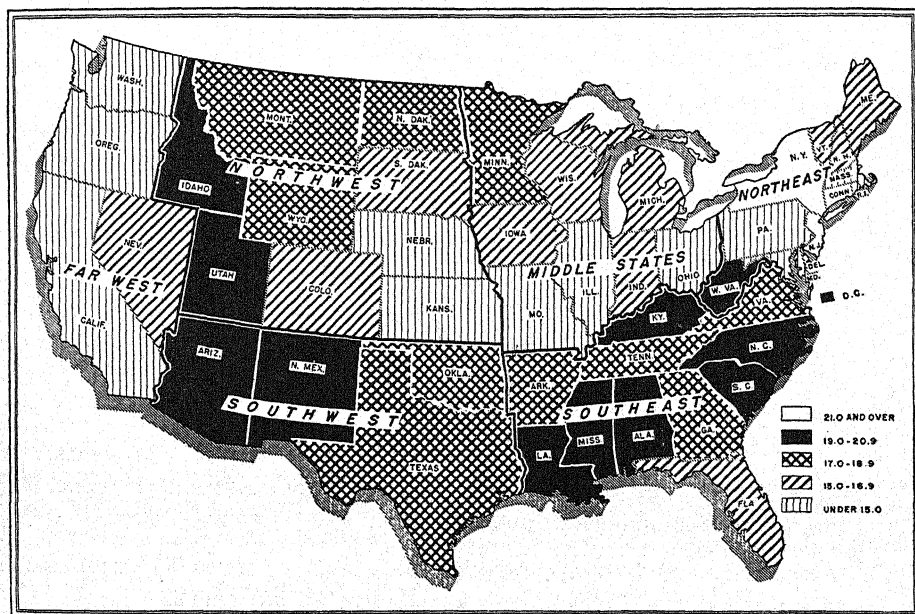 WASH.
OREG.
CALIF.
NEV.
FAR WEST
IDAHO
MONT.
N. DAK.
S. DAK.
NORTHWEST
WYO.
UTAH
COLO.
NEBR.
KANS.
ARIZ.
N. MEX.
OKLA.
TEXAS
SOUTHWEST
MINN.
WIS.
MICH.
IOWA
MIDDLE STATES
MO.
ILL.
IND.
OHIO
N.Y.
ME.
VT.
N. H.
MASS.
CONN.
R.I.
NORTHEAST
PA.
N.J.
DEL.
MD.
D.C.
W. VA.
VA.
KY.
TENN.
N. C.
S. C.
ARK.
SOUTHEAST
LA.
MISS.
ALA.
GA.
FLA
21.0 AND OVER
19.0-20.9
17.0-18.9
15.0-16.9
UNDER 15.0